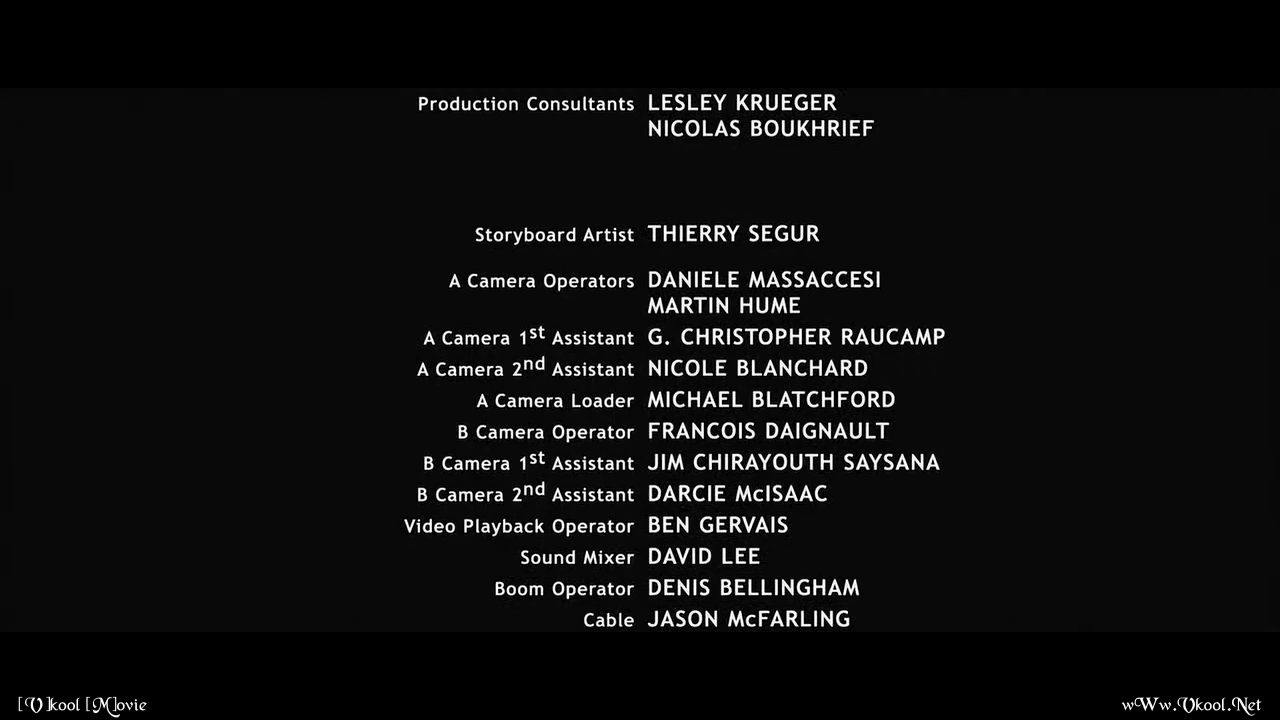 Production Consultants LESLEY KRUEGER
NICOLAS BOUKHRIEF
Storyboard Artist THIERRY SEGUR
A Camera Operators DANIELE MASSACCESI
MARTIN HUME
A Camera 1st Assistant G. CHRISTOPHER RAUCAMP
A Camera 2nd Assistant NICOLE BLANCHARD
A Camera Loader MICHAEL BLATCHFORD
B Camera Operator FRANCOIS DAIGNAULT
B Camera 1st Assistant JIM CHIRAYOUTH SAYSANA
B Camera 2nd Assistant DARCIE McISAAC
Video Playback Operator BEN GERVAIS
Sound Mixer DAVID LEE
Boom Operator DENIS BELLINGHAM
Cable JASON McFARLING
[V]kool [M]ovie wWw.Vkool.Net